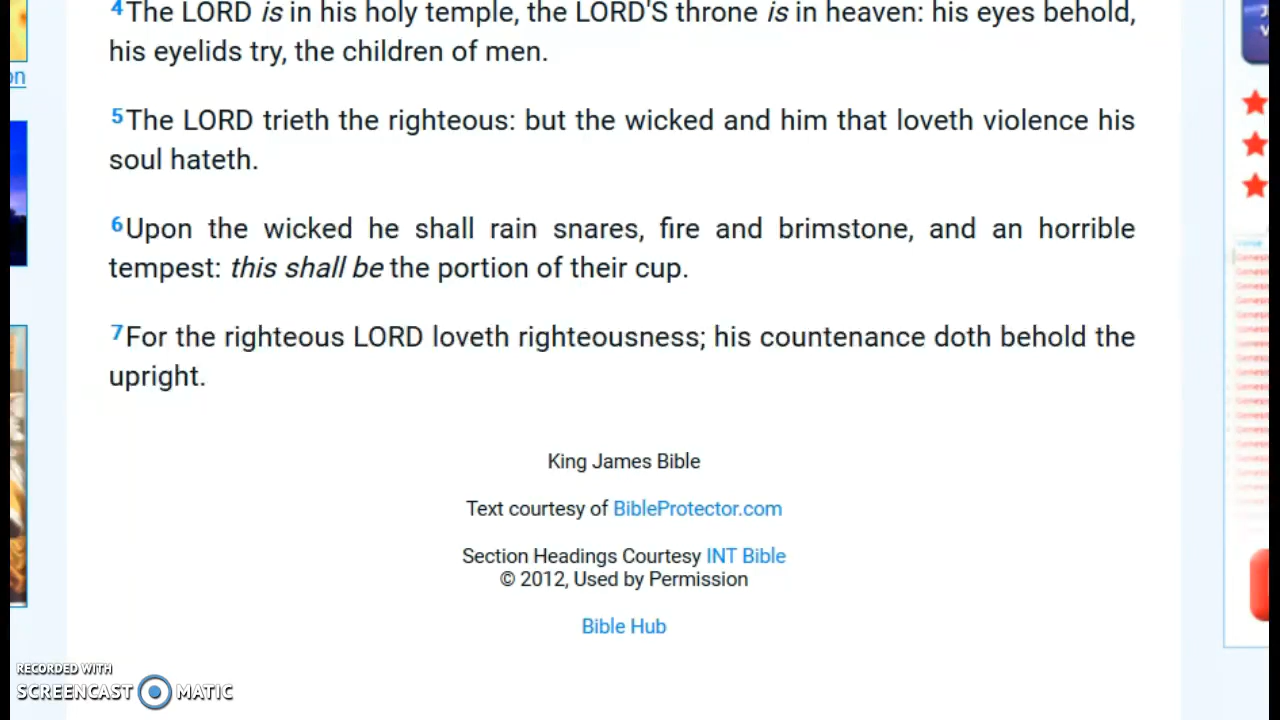 4The LORD is in his holy temple, the LORD'S throne is in heaven: his eyes behold,
his eyelids try, the children of men.
5The LORD trieth the righteous: but the wicked and him that loveth violence his
soul hateth.
6Upon the wicked he shall rain snares, fire and brimstone, and an horrible
tempest: this shall be the portion of their cup.
7For the righteous LORD loveth righteousness; his countenance doth behold the
upright.
King James Bible
Text courtesy of BibleProtector.com
Section Headings Courtesy INT Bible
© 2012, Used by Permission
Bible Hub
on
RECORDED WITH
SCREENCAST MATIC